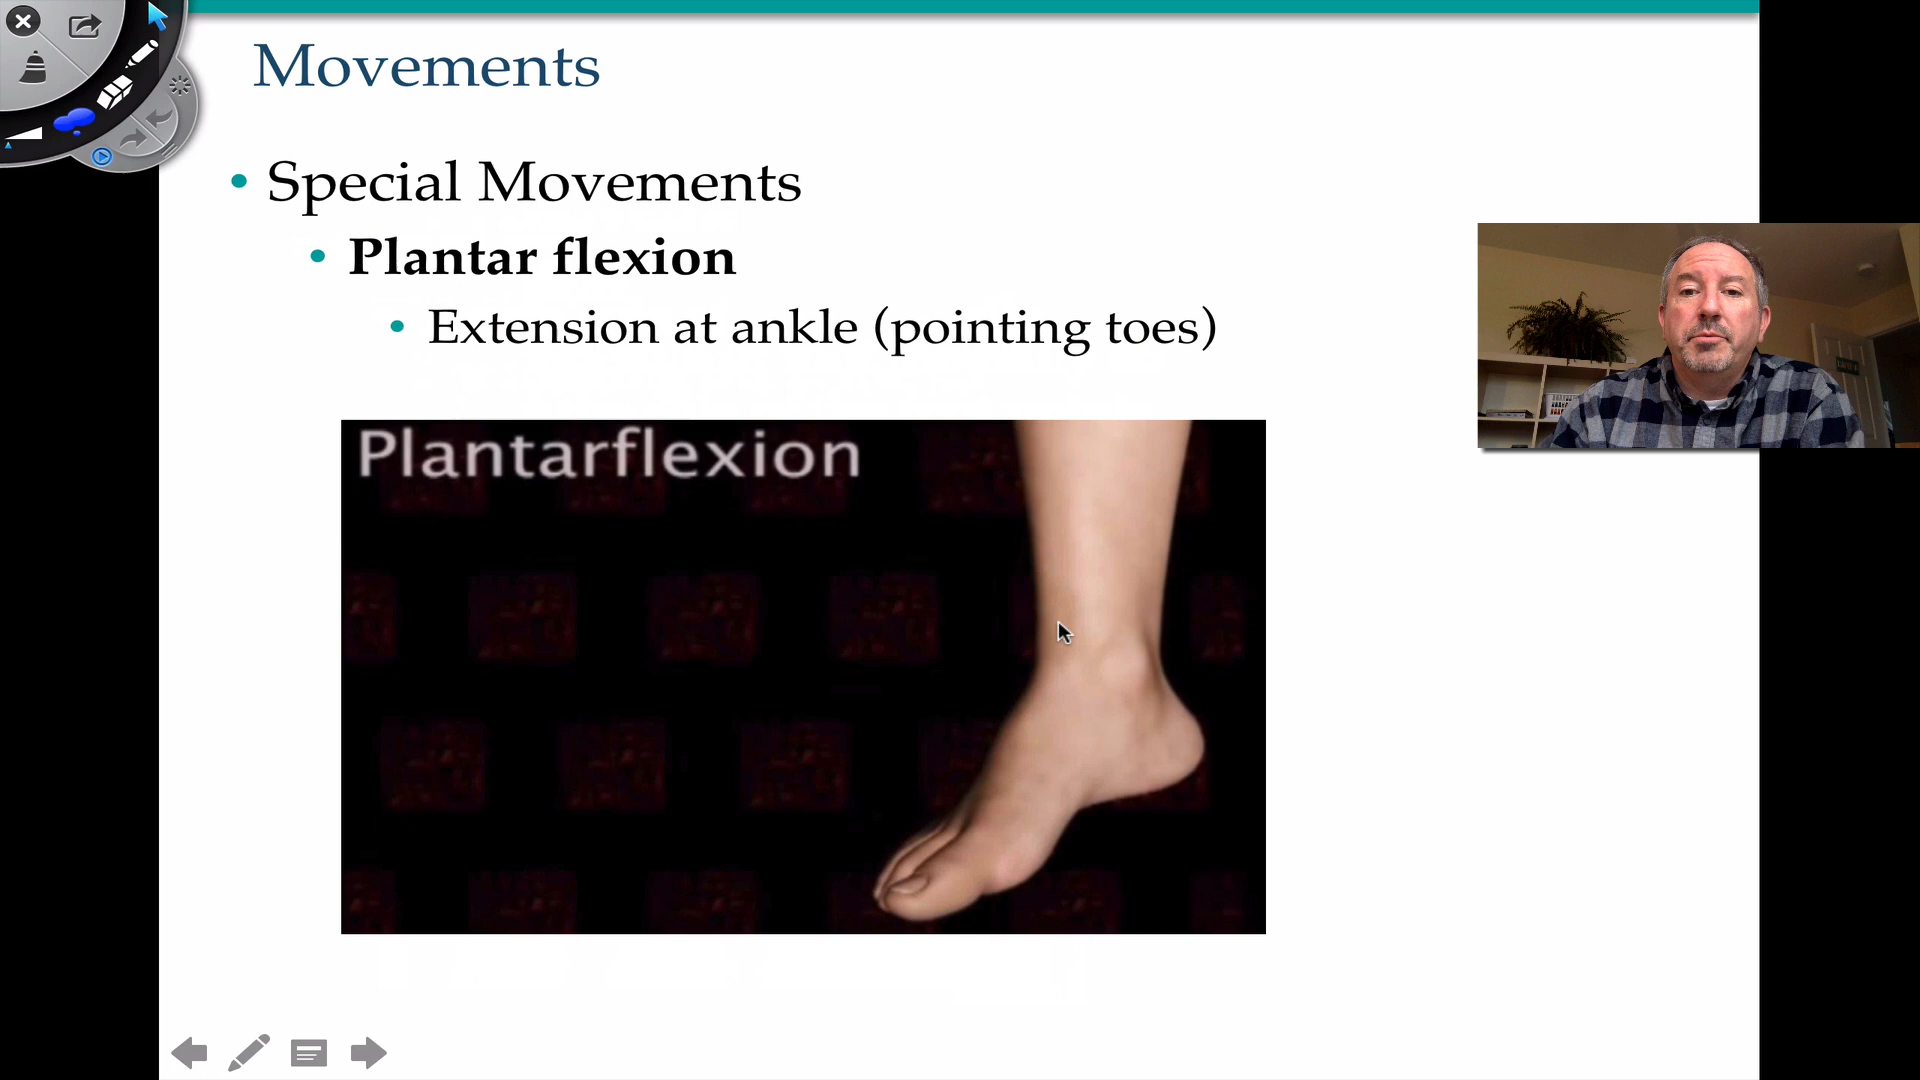 Movements
• Special Movements
• Plantar flexion
• Extension at ankle (pointing toes)
Plantarflexion